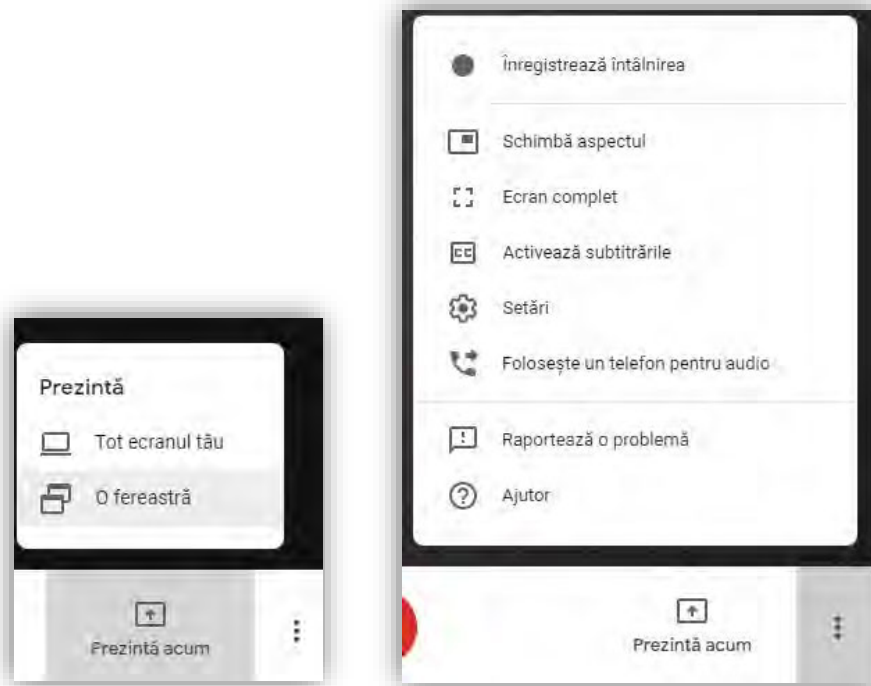 Prezintă
Tot ecranul tău
O fereastră
Prezintă acum
Înregistrează întâlnirea
Schimbă aspectul
Ecran complet
CC Activează subtitrările
Setări
Folosește un telefon pentru audio
Raportează o problemă
Ajutor
Prezintă acum